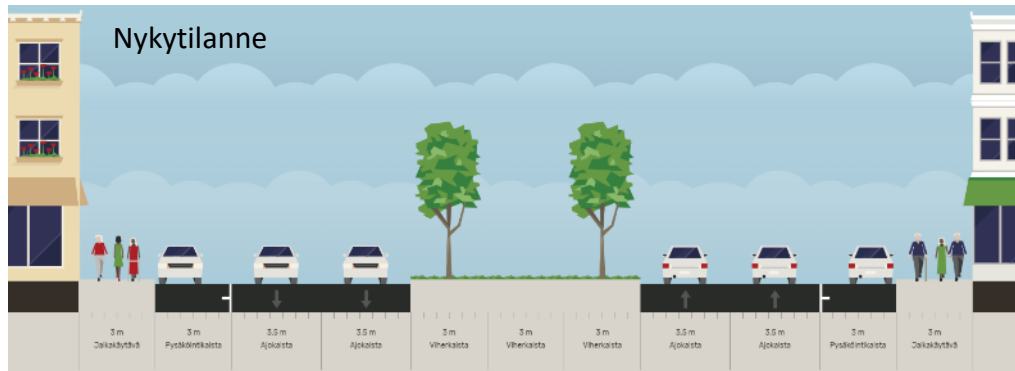 Nykytilanne
3 m 3 m 3.5 m 3.5 m 3 m 3 m 3 m 3.5 m 3.5 m 3 m 3 m
Jalkakäytävä Pysäköintikaista Ajokaista Ajokaista Viherkaista Viherkaista Viherkaista Ajokaista Ajokaista Pysäköintikaista Jalkakäytävä